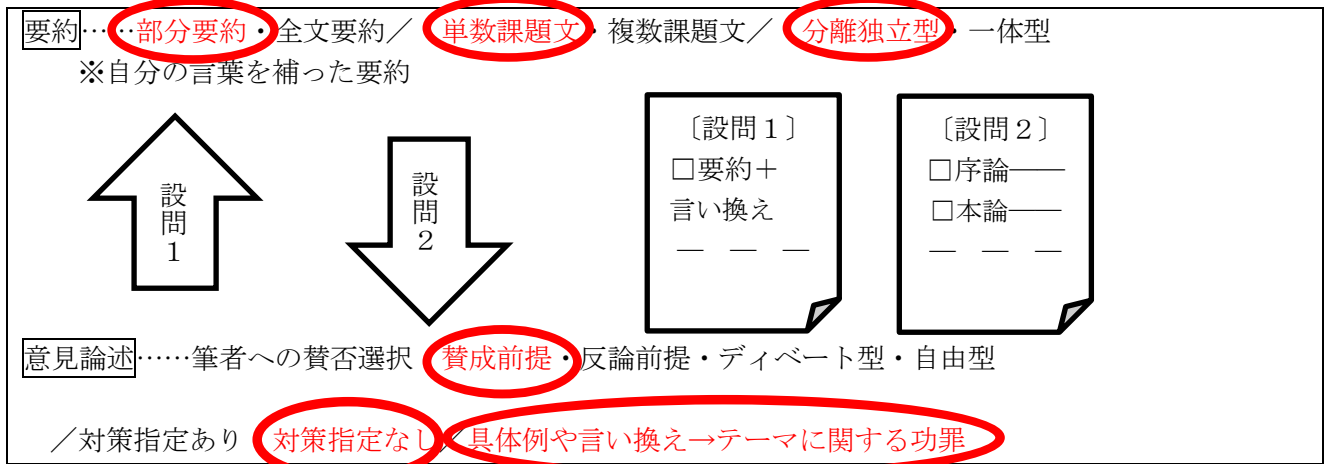 要約……部分要約・全文要約／ 単数課題文・複数課題文／ 分離独立型・一体型
※自分の言葉を補った要約
設問１
設問２
〔設問１〕
□要約＋
言い換え
― ― ―
〔設問２〕
□序論――
□本論――
― ― ―
意見論述……筆者への賛否選択・賛成前提・反論前提・ディベート型・自由型
／対策指定あり・対策指定なし／具体例や言い換え→テーマに関する功罪